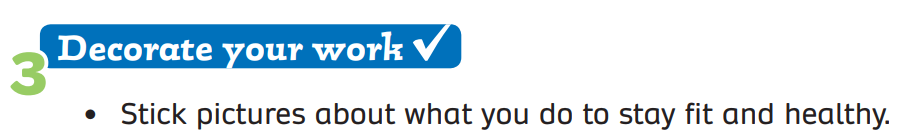 3 Decorate your work ✓
• Stick pictures about what you do to stay fit and healthy.